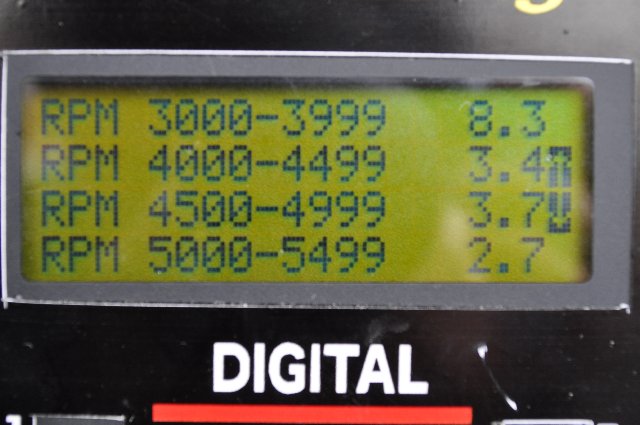 RPM 3000-3999 8.3
RPM 4000-4499 3.4
RPM 4500-4999 3.7
RPM 5000-5499 2.7
DIGITAL